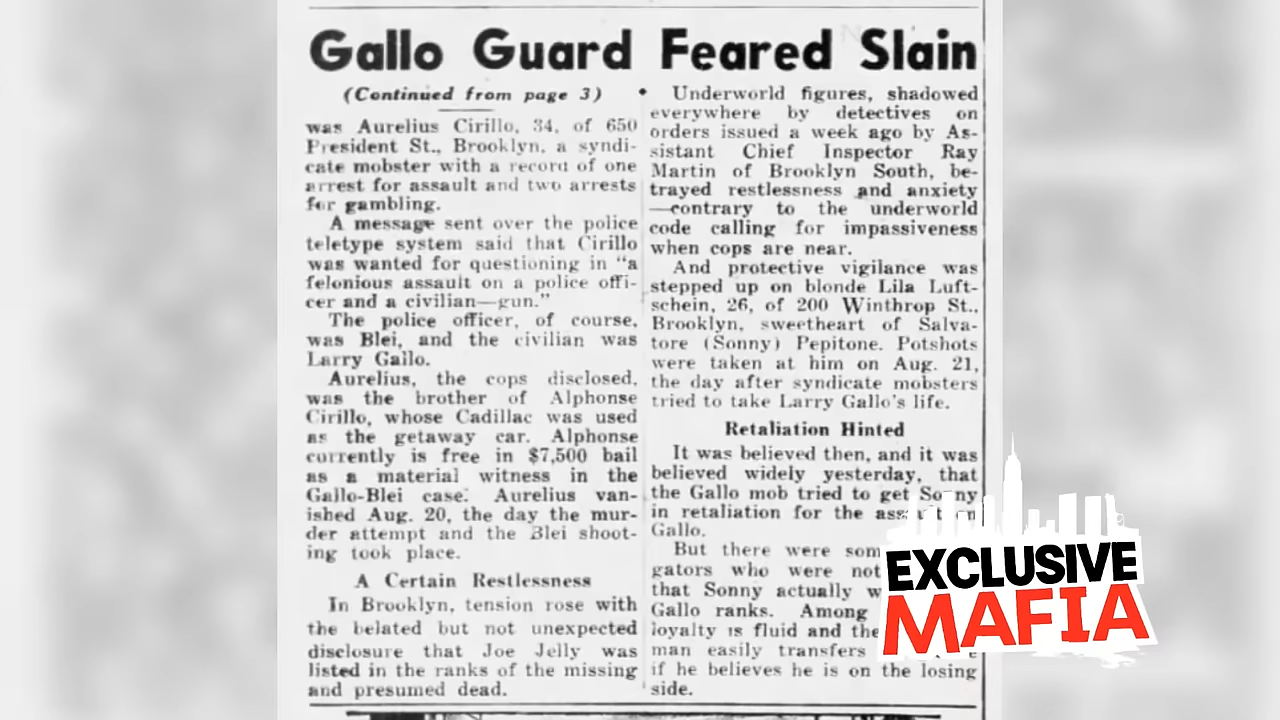 Gallo Guard Feared Slain
(Continued from page 3)
was Aurelius Cirillo, 34, of 650
President St., Brooklyn, a syndi-
cate mobster with a record of one
arrest for assault and two arrests
for gambling.
A message sent over the police
teletype system said that Cirillo
was wanted for questioning in "a
felonious assault on a police offi-
cer and a civilian—gun."
The police officer, of course,
was Blei, and the civilian was
Larry Gallo.
Aurelius, the cops disclosed,
was the brother of Alphonse
Cirillo, whose Cadillac was used
as the getaway car. Alphonse
currently is free in $7,500 bail
as a material witness in the
Gallo-Blei case. Aurelius van-
ished Aug. 20, the day the mur-
der attempt and the Blei shoot-
ing took place.
A Certain Restlessness
In Brooklyn, tension rose with
the belated but not unexpected
disclosure that Joe Jelly was
listed in the ranks of the missing
and presumed dead.
• Underworld figures, shadowed
everywhere by detectives on
orders issued a week ago by As-
sistant Chief Inspector Ray
Martin of Brooklyn South, be-
trayed restlessness and anxiety
—contrary to the underworld
code calling for impassiveness
when cops are near.
And protective vigilance was
stepped up on blonde Lila Luft-
schein, 26, of 200 Winthrop St.,
Brooklyn, sweetheart of Salva-
tore (Sonny) Pepitone. Potshots
were taken at him on Aug. 21,
the day after syndicate mobsters
tried to take Larry Gallo's life.
Retaliation Hinted
It was believed then, and it was
believed widely yesterday, that
the Gallo mob tried to get Sonny
in retaliation for the
Gallo.
But there were
gators who were not
that Sonny actually
Gallo ranks. Among
loyalty is fluid and
man easily transfers
if he believes he is on the losing
side.
EXCLUSIVE
MAFIA